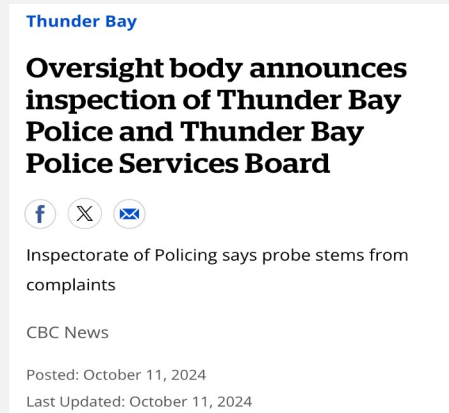 Thunder Bay
Oversight body announces
inspection of Thunder Bay
Police and Thunder Bay
Police Services Board
Inspectorate of Policing says probe stems from
complaints
CBC News
Posted: October 11, 2024
Last Updated: October 11, 2024